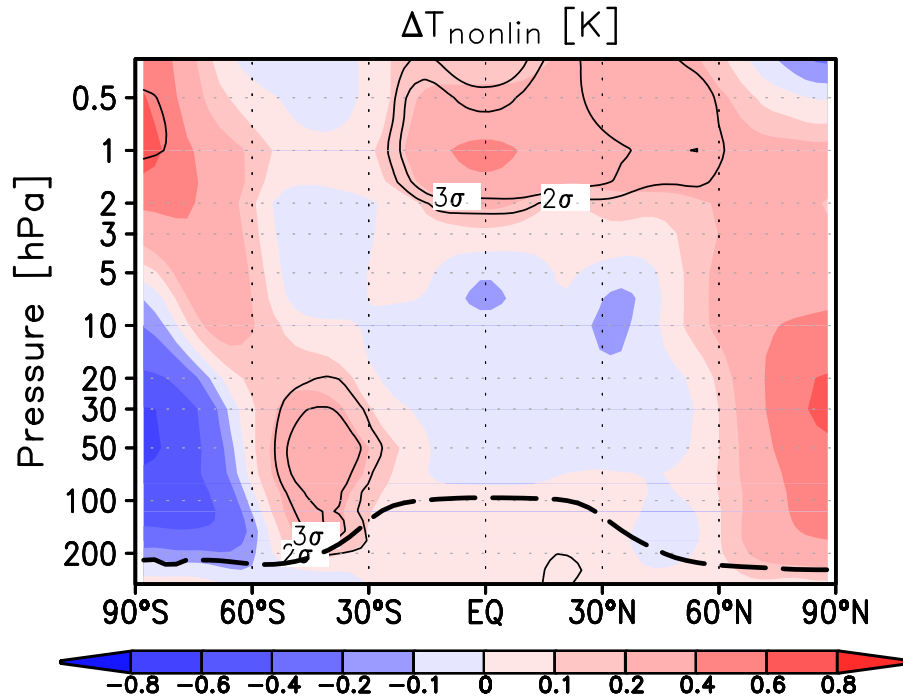 ΔT_nonlin [K]
Pressure [hPa]
0.5
1
2
3
5
10
20
30
50
100
200
3σ 2σ
3σ
2σ
90°S 60°S 30°S EQ 30°N 60°N 90°N
−0.8 −0.6 −0.4 −0.2 −0.1 0 0.1 0.2 0.4 0.6 0.8